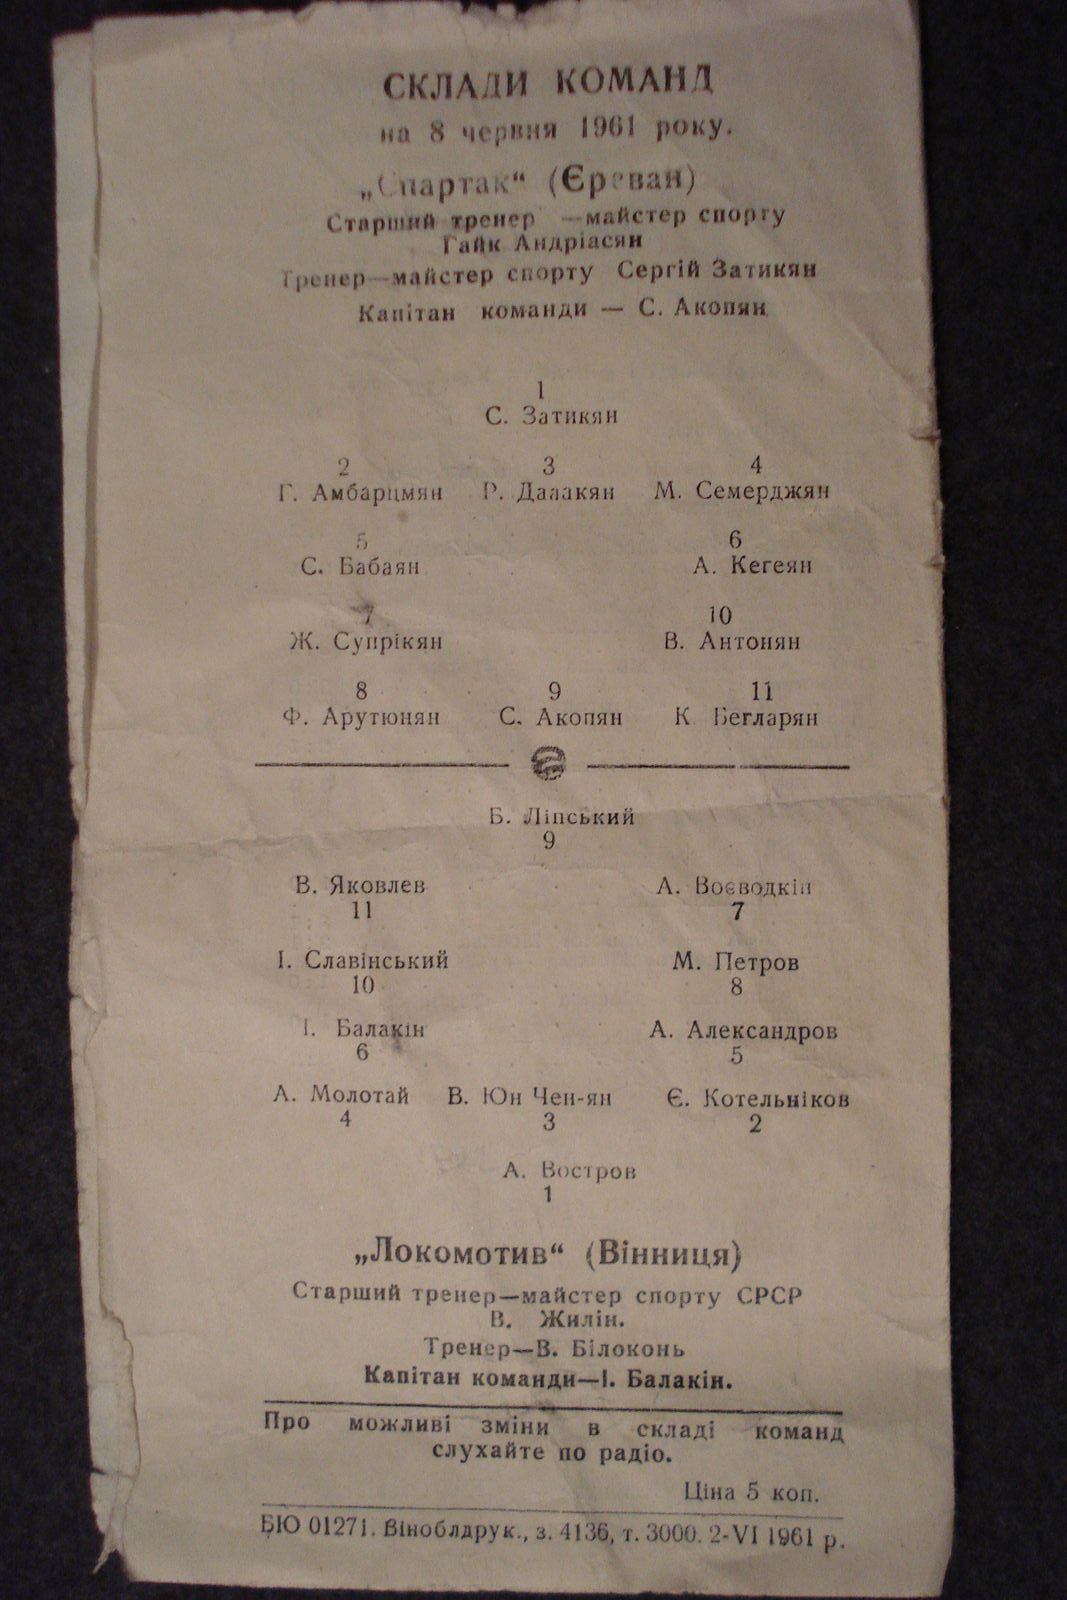 СКЛАДИ КОМАНД
на 8 червня 1961 року.
„Спартак“ (Єреван)
Старший тренер —майстер спорту
Гайк Андріасян
Тренер—майстер спорту Сергій Затикян
Капітан команди — С. Акопян
1
С. Затикян
2 3 4
Г. Амбарцмян Р. Далакян М. Семерджян
5 6
С. Бабаян А. Кегеян
7 10
Ж. Супрікян В. Антонян
8 9 11
Ф. Арутюнян С. Акопян К. Бегларян
Б. Ліпський
9
В. Яковлев А. Воєводкін
11 7
І. Славінський М. Петров
10 8
І. Балакін А. Александров
6 5
А. Молотай В. Юн Чен-ян Є. Котельніков
4 3 2
А. Востров
1
„Локомотив“ (Вінниця)
Старший тренер—майстер спорту СРСР
В. Жилін.
Тренер—В. Білоконь
Капітан команди—І. Балакін.
Про можливі зміни в складі команд
слухайте по радіо.
Ціна 5 коп.
БЮ 01271. Віноблдрук., з. 4136, т. 3000. 2-VI 1961 р.